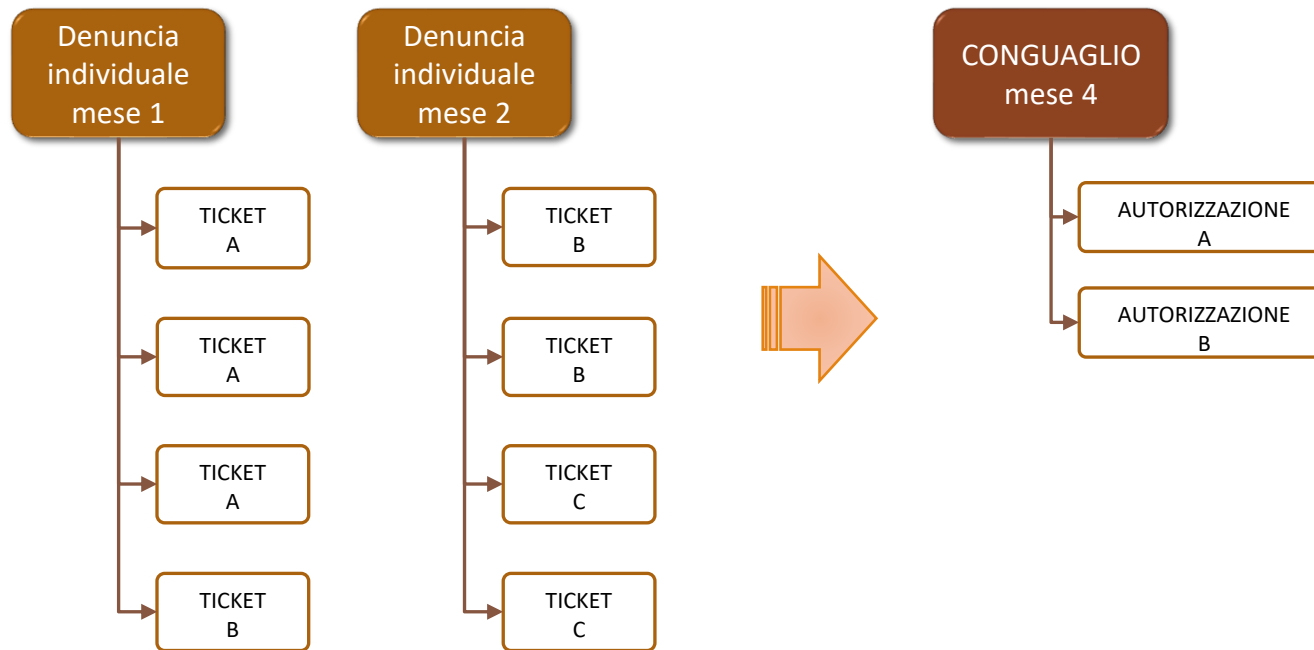 Denuncia
individuale
mese 1
TICKET
A
TICKET
A
TICKET
A
TICKET
B
Denuncia
individuale
mese 2
TICKET
B
TICKET
B
TICKET
C
TICKET
C
CONGUAGLIO
mese 4
AUTORIZZAZIONE
A
AUTORIZZAZIONE
B